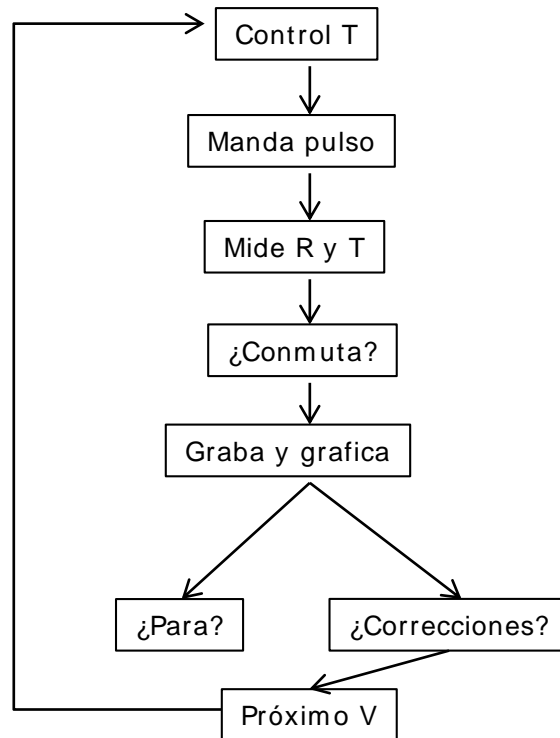 Control T
Manda pulso
Mide R y T
¿Conmuta?
Graba y grafica
¿Para?
¿Correcciones?
Próximo V